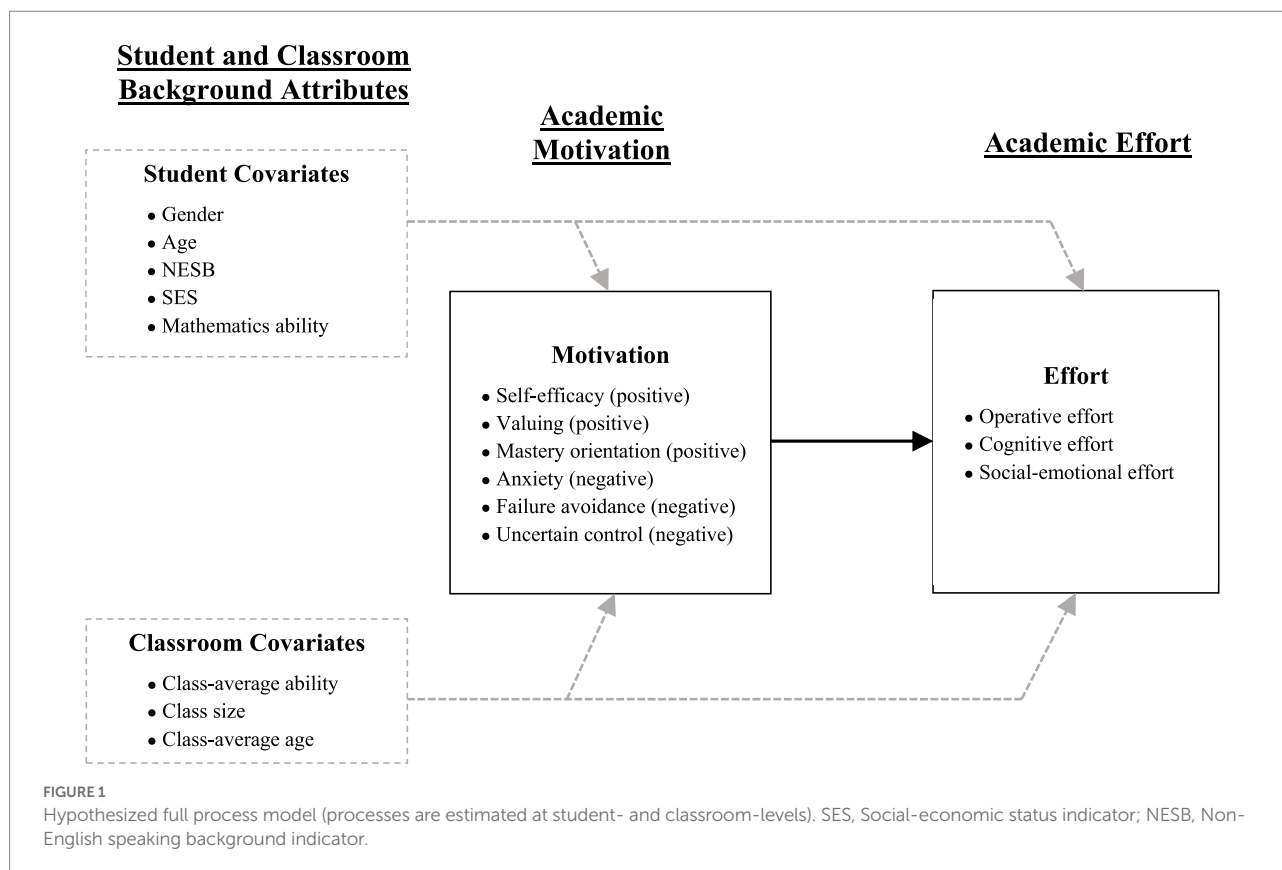 Student and Classroom
Background Attributes
Academic
Motivation
Academic Effort
Student Covariates
• Gender
• Age
• NESB
• SES
• Mathematics ability
Motivation
• Self-efficacy (positive)
• Valuing (positive)
• Mastery orientation (positive)
• Anxiety (negative)
• Failure avoidance (negative)
• Uncertain control (negative)
Effort
• Operative effort
• Cognitive effort
• Social-emotional effort
Classroom Covariates
• Class-average ability
• Class size
• Class-average age
FIGURE 1
Hypothesized full process model (processes are estimated at student- and classroom-levels). SES, Social-economic status indicator; NESB, Non-
English speaking background indicator.